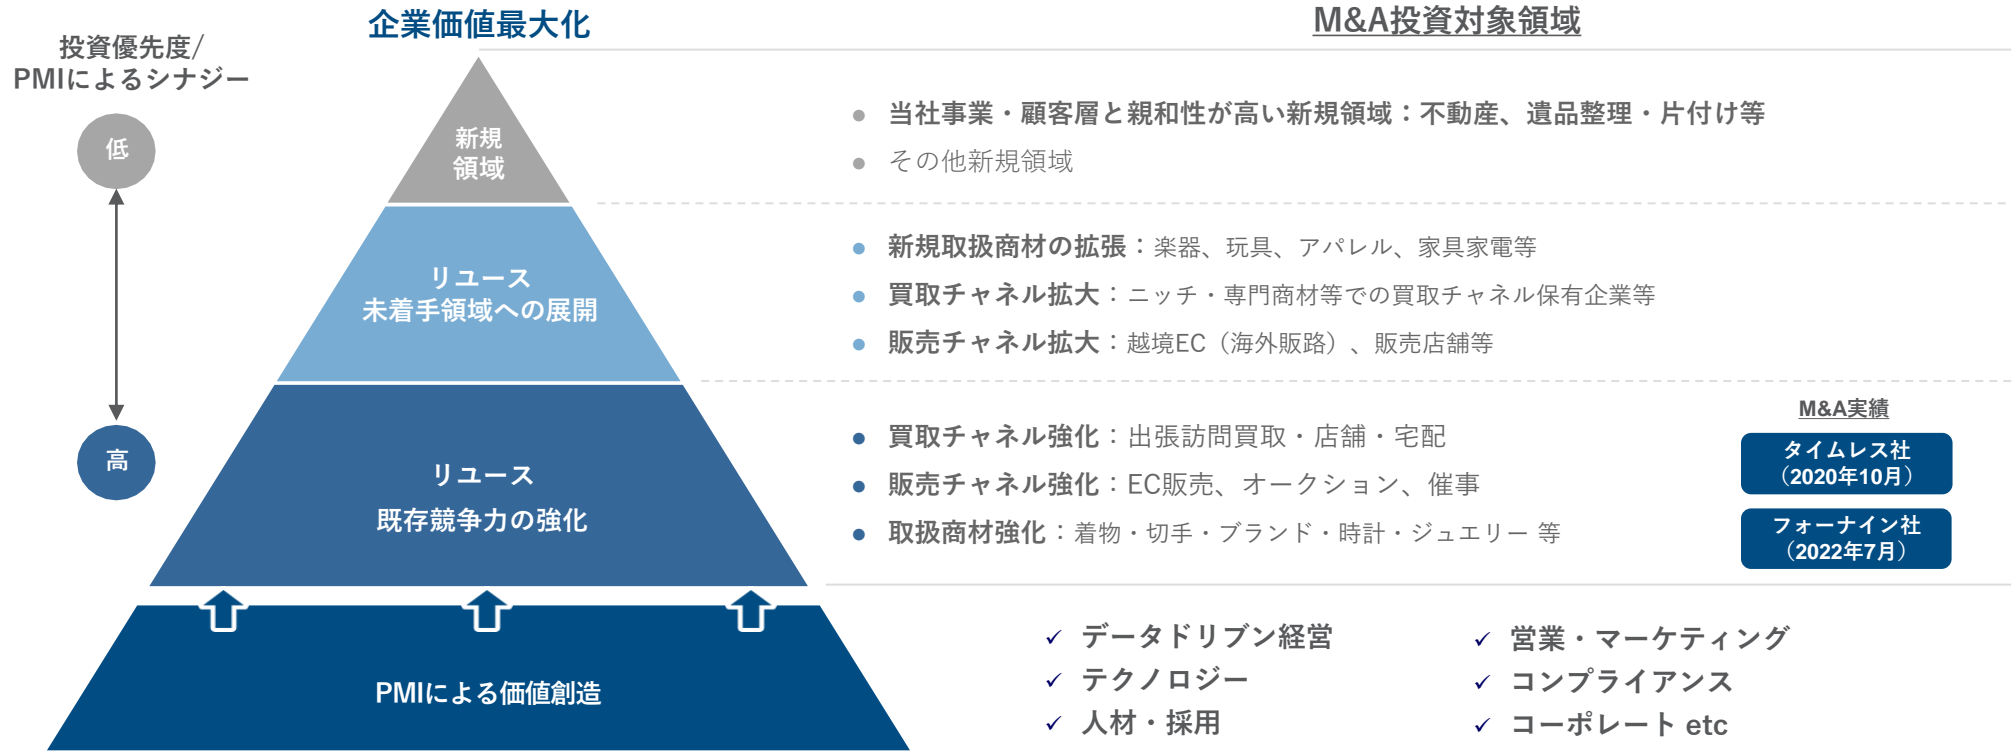 企業価値最大化
M&A投資対象領域
投資優先度/
PMIによるシナジー
低
高
新規
領域
当社事業・顧客層と親和性が高い新規領域：不動産、遺品整理・片付け等
その他新規領域
リユース
未着手領域への展開
新規取扱商材の拡張：楽器、玩具、アパレル、家具家電等
買取チャネル拡大：ニッチ・専門商材等での買取チャネル保有企業等
販売チャネル拡大：越境EC（海外販路）、販売店舗等
リユース
既存競争力の強化
買取チャネル強化：出張訪問買取・店舗・宅配
販売チャネル強化：EC販売、オークション、催事
取扱商材強化：着物・切手・ブランド・時計・ジュエリー 等
M&A実績
タイムレス社
（2020年10月）
フォーナイン社
（2022年7月）
PMIによる価値創造
データドリブン経営
テクノロジー
人材・採用
営業・マーケティング
コンプライアンス
コーポレート etc